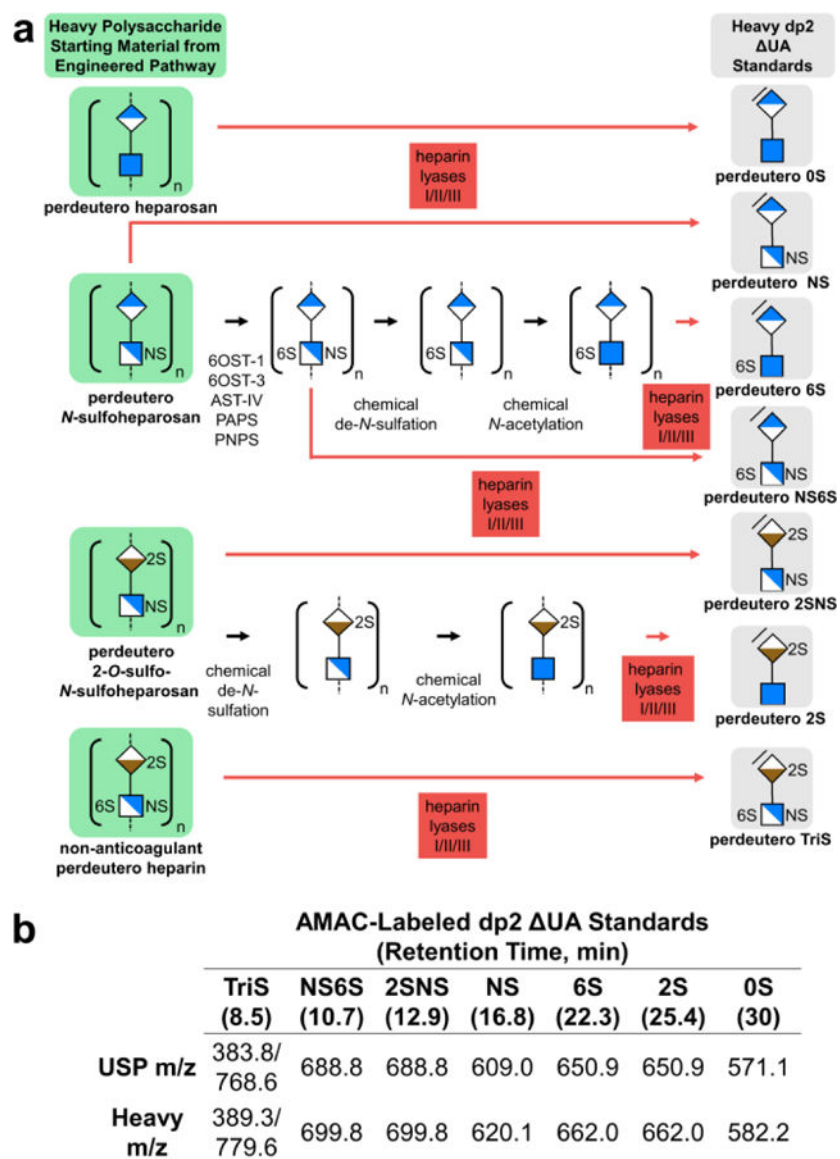 a
Heavy Polysaccharide
Starting Material from
Engineered Pathway
Heavy dp2
ΔUA
Standards
n
perdeutero heparosan
heparin
lyases
I/II/III
perdeutero 0S
NS
perdeutero NS
NS
n
perdeutero
N-sulfoheparosan
6OST-1
6OST-3
AST-IV
PAPS
PNPS
6S
NS
n
chemical
de-N-sulfation
6S
n
chemical
N-acetylation
6S
n
heparin
lyases
I/II/III
6S
perdeutero 6S
heparin
lyases
I/II/III
6S
NS
perdeutero NS6S
2S
NS
n
perdeutero
2-O-sulfo-
N-sulfoheparosan
2S
NS
perdeutero 2SNS
chemical
de-N-
sulfation
2S
n
chemical
N-acetylation
2S
n
heparin
lyases
I/II/III
2S
perdeutero 2S
2S
6S
NS
n
non-anticoagulant
perdeutero heparin
heparin
lyases
I/II/III
2S
6S
NS
perdeutero TriS
b
AMAC-Labeled dp2 ΔUA Standards
(Retention Time, min)
TriS NS6S 2SNS NS 6S 2S 0S
(8.5) (10.7) (12.9) (16.8) (22.3) (25.4) (30)
USP m/z 383.8/ 768.6 688.8 688.8 609.0 650.9 650.9 571.1
Heavy m/z 389.3/ 779.6 699.8 699.8 620.1 662.0 662.0 582.2